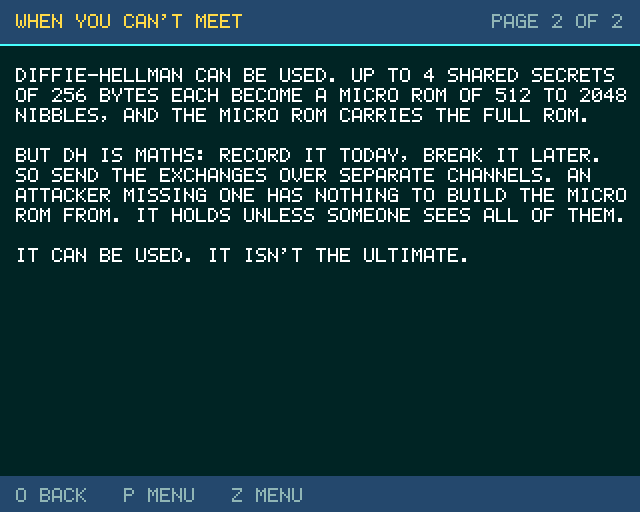 WHEN YOU CAN'T MEET
PAGE 2 OF 2
DIFFIE-HELLMAN CAN BE USED. UP TO 4 SHARED SECRETS
OF 256 BYTES EACH BECOME A MICRO ROM OF 512 TO 2048
NIBBLES, AND THE MICRO ROM CARRIES THE FULL ROM.
BUT DH IS MATHS: RECORD IT TODAY, BREAK IT LATER.
SO SEND THE EXCHANGES OVER SEPARATE CHANNELS. AN
ATTACKER MISSING ONE HAS NOTHING TO BUILD THE MICRO
ROM FROM. IT HOLDS UNLESS SOMEONE SEES ALL OF THEM.
IT CAN BE USED. IT ISN'T THE ULTIMATE.
O BACK P MENU Z MENU